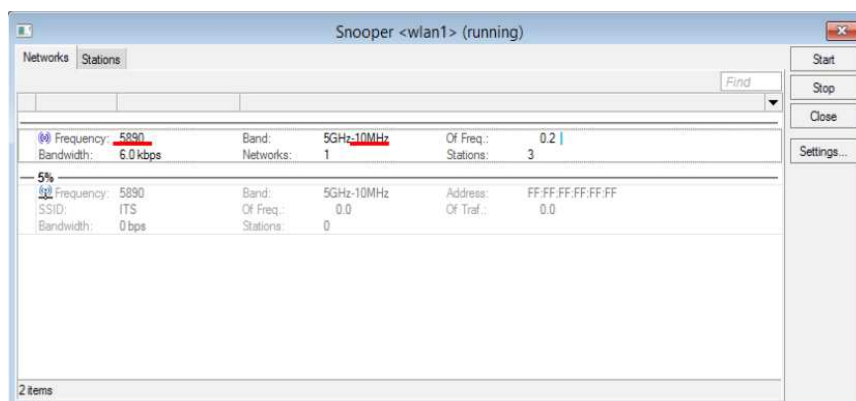 Snooper <wlan1> (running)
Networks Stations
Start
Find
Stop
Close
Frequency: 5890 Band: 5GHz-10MHz Of Freq.: 0.2
Bandwidth: 6.0 kbps Networks: 1 Stations: 3
Settings...
5%
Frequency: 5890 Band: 5GHz-10MHz Address: FF:FF:FF:FF:FF:FF
SSID: ITS Of Freq.: 0.0 Of Traf.: 0.0
Bandwidth: 0 bps Stations: 0
2 items